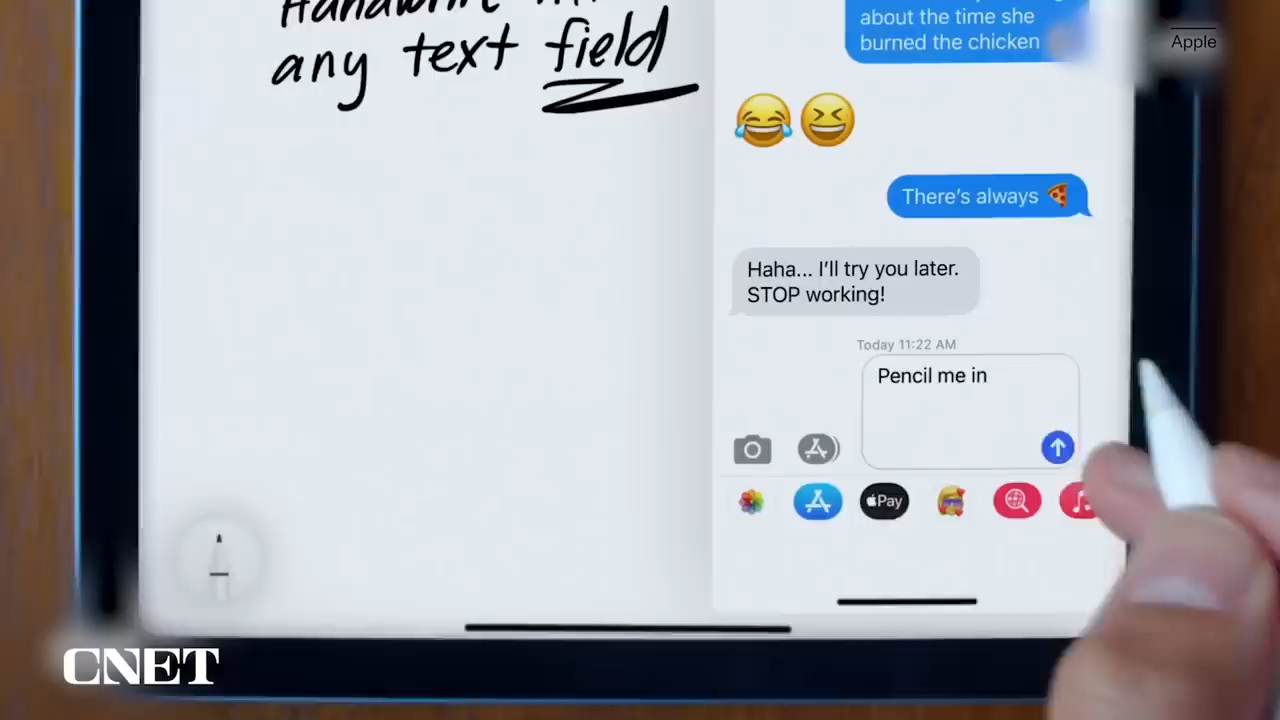 Handwrite
any text field
about the time she
burned the chicken
Apple
There's always 🍕
Haha... I'll try you later.
STOP working!
Today 11:22 AM
Pencil me in
Pay
CNET